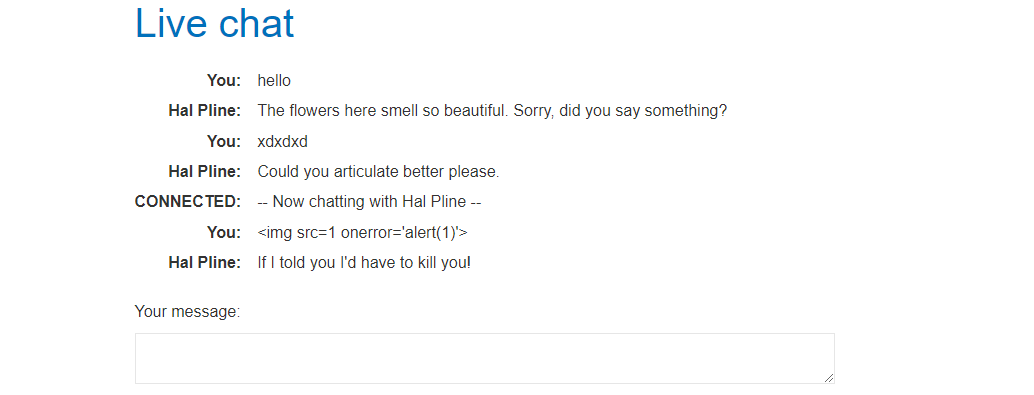 Live chat
You: hello
Hal Pline: The flowers here smell so beautiful. Sorry, did you say something?
You: xdxdxd
Hal Pline: Could you articulate better please.
CONNECTED: -- Now chatting with Hal Pline --
You: <img src=1 onerror='alert(1)'>
Hal Pline: If I told you I'd have to kill you!
Your message: